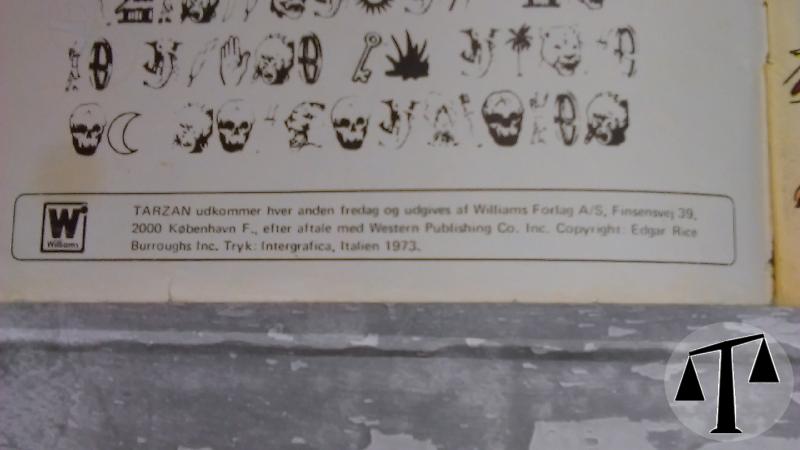 TARZAN udkommer hver anden fredag og udgives af Williams Forlag A/S, Finsensvej 39,
2000 København F., efter aftale med Western Publishing Co. Inc. Copyright: Edgar Rice
Burroughs Inc. Tryk: Intergrafica, Italien 1973.
W
Williams